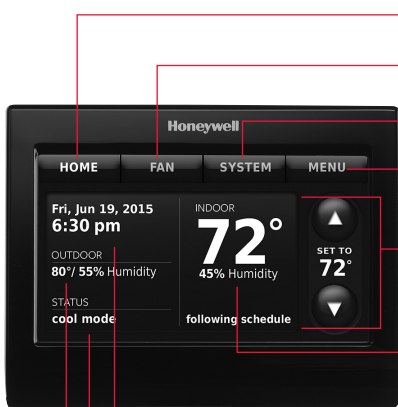 Honeywell
HOME
FAN
SYSTEM
MENU
Fri, Jun 19, 2015
6:30 pm
OUTDOOR
80°/ 55% Humidity
STATUS
cool mode
INDOOR
72°
45% Humidity
following schedule
SET TO
72°